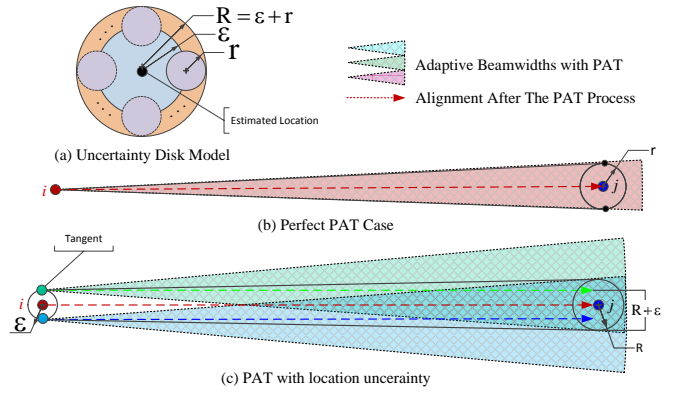 R = ε + r
ε
r
Estimated Location
Adaptive Beamwidths with PAT
Alignment After The PAT Process
(a) Uncertainty Disk Model
i
j
r
(b) Perfect PAT Case
Tangent
i
ε
j
R + ε
R
(c) PAT with location uncerainty